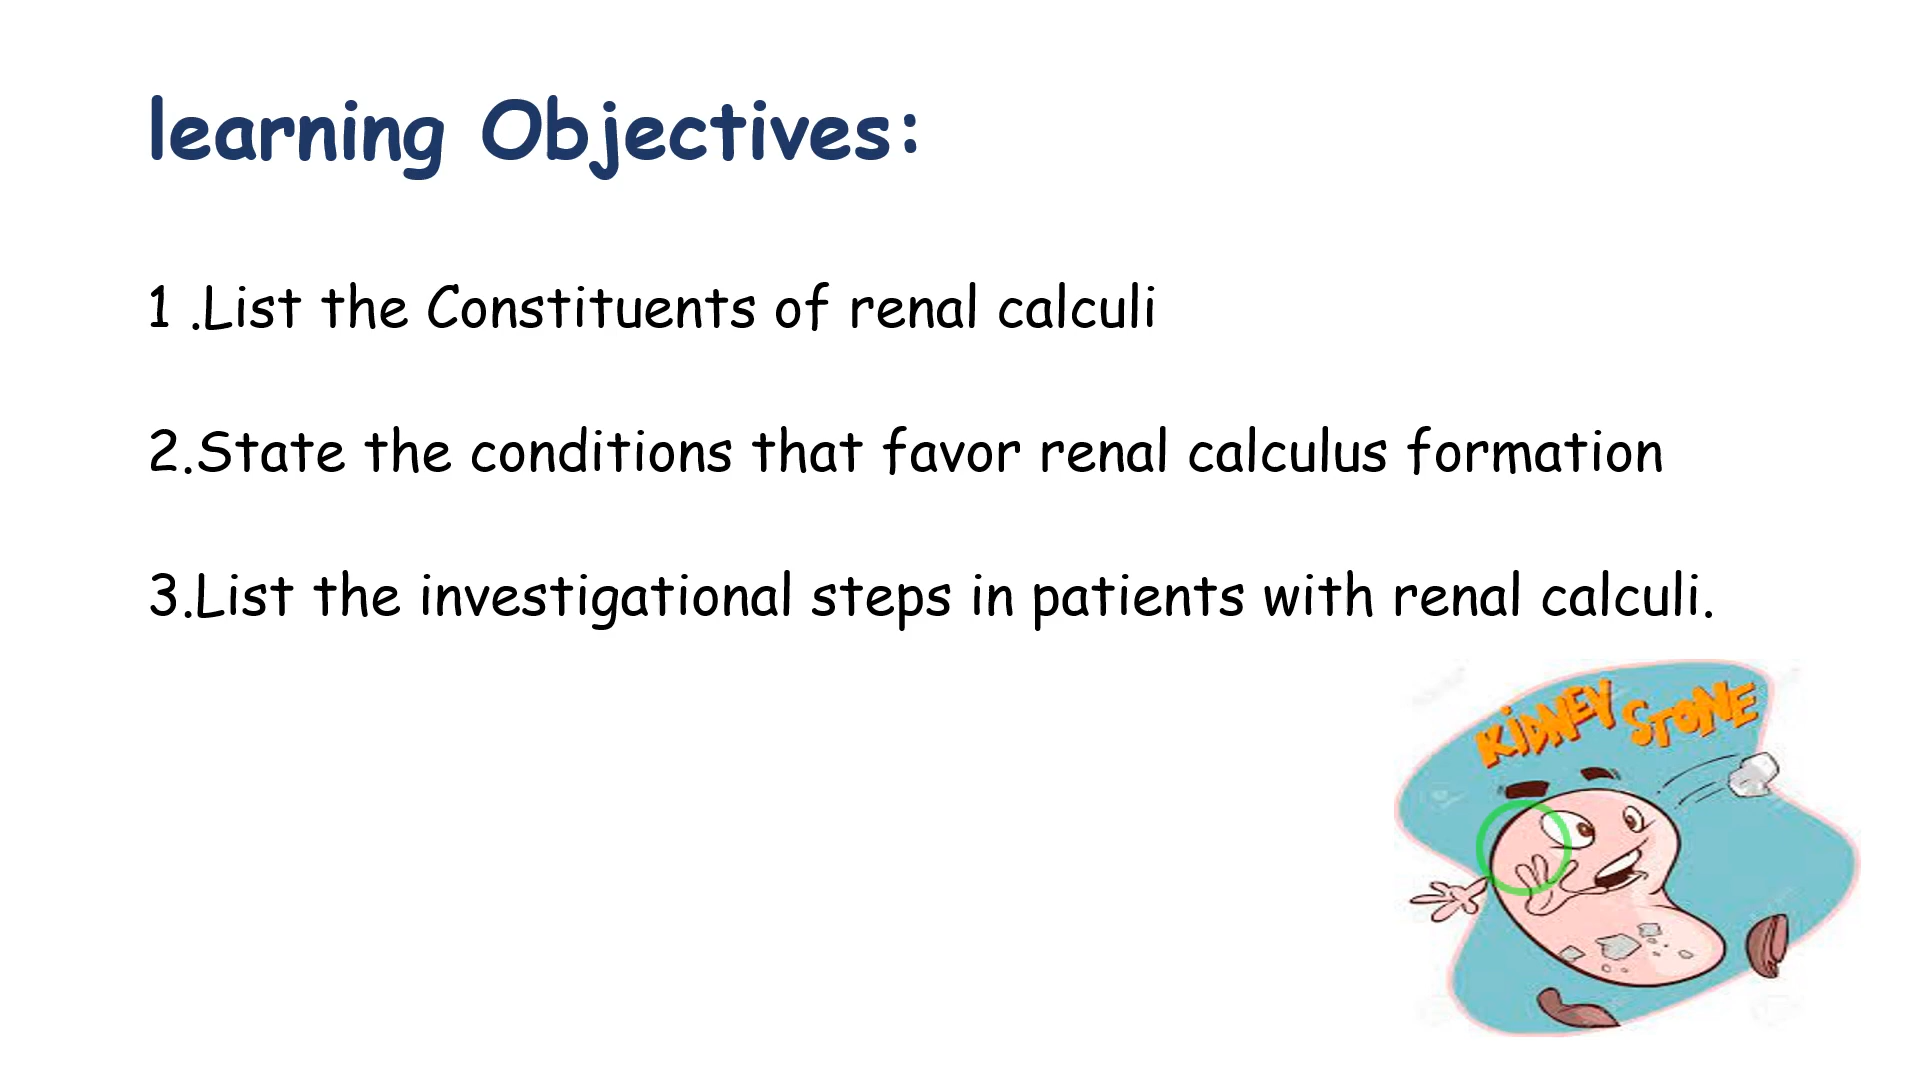 learning Objectives:
1 .List the Constituents of renal calculi
2.State the conditions that favor renal calculus formation
3.List the investigational steps in patients with renal calculi.
KIDNEY STONE